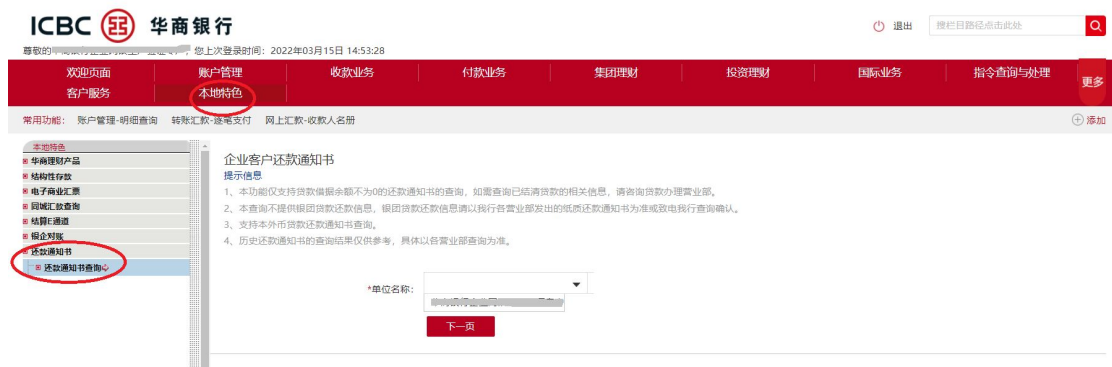 ICBC 华商银行
退出
搜栏目路径点击此处
尊敬的 您上次登录时间：2022年03月15日 14:53:28
欢迎页面 账户管理 收款业务 付款业务 集团理财 投资理财 国际业务 指令查询与处理
更多
客户服务 本地特色
常用功能： 账户管理-明细查询 转账汇款-逐笔支付 网上汇款-收款人名册
添加
本地特色
华商理财产品
结构性存款
电子商业汇票
同城汇款查询
结算E通道
银企对账
还款通知书
还款通知书查询
企业客户还款通知书
提示信息
1、本功能仅支持贷款借据余额不为0的还款通知书的查询，如需查询已结清贷款的相关信息，请咨询贷款办理营业部。
2、本查询不提供银团贷款还款信息，银团贷款还款信息请以我行各营业部发出的纸质还款通知书为准或致电我行查询确认。
3、支持本外币贷款还款通知书查询。
4、历史还款通知书的查询结果仅供参考，具体以各营业部查询为准。
*单位名称：
下一页